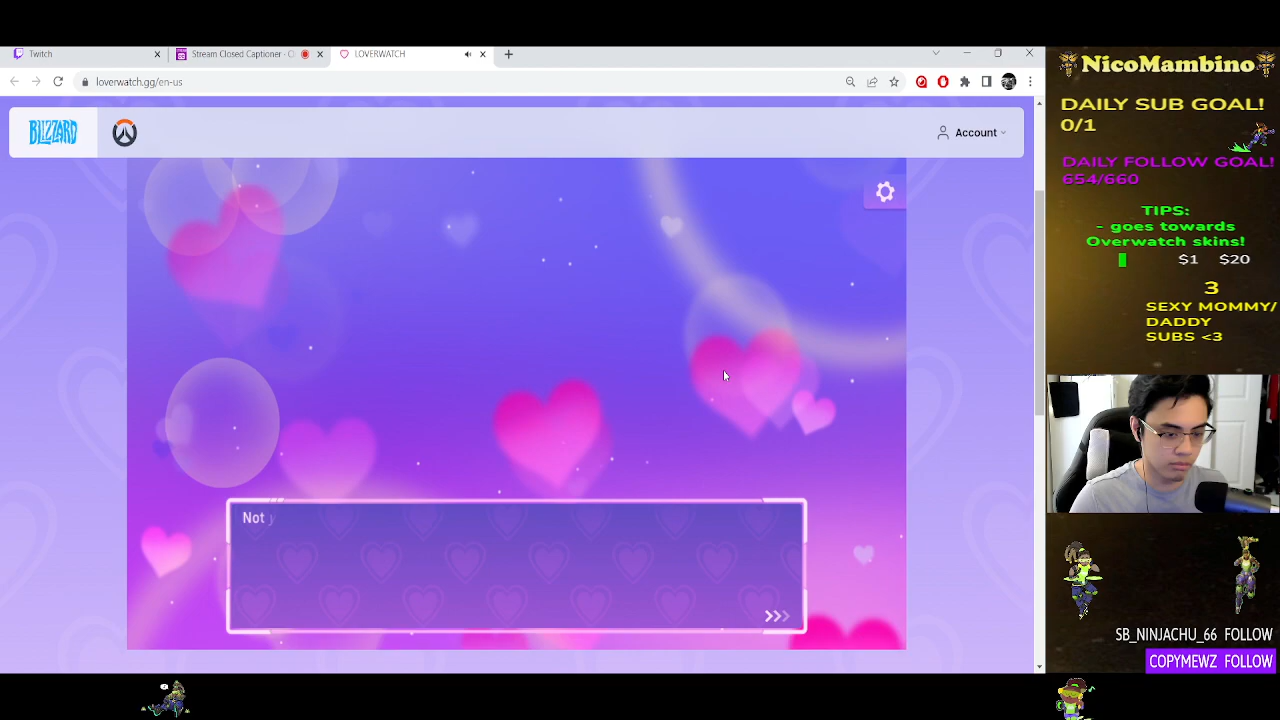 Twitch
Stream Closed Captioner - C
LOVERWATCH
loverwatch.gg/en-us
BLIZZARD
Account
Not y
NicoMambino
DAILY SUB GOAL!
0/1
DAILY FOLLOW GOAL!
654/660
TIPS:
- goes towards
Overwatch skins!
$1 $20
3
SEXY MOMMY/
DADDY
SUBS <3
SB_NINJACHU_66 FOLLOW
COPYMEWZ FOLLOW